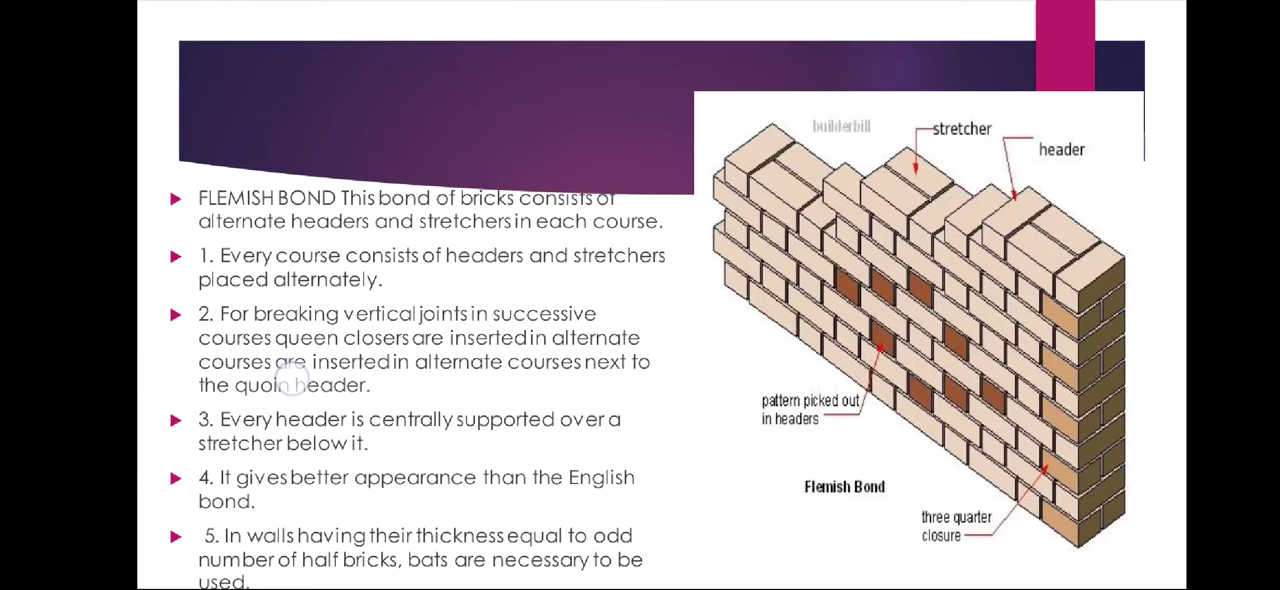 FLEMISH BOND This bond of bricks consists of
alternate headers and stretchers in each course.
1. Every course consists of headers and stretchers
placed alternately.
2. For breaking vertical joints in successive
courses queen closers are inserted in alternate
courses are inserted in alternate courses next to
the quoin header.
3. Every header is centrally supported over a
stretcher below it.
4. It gives better appearance than the English
bond.
5. In walls having their thickness equal to odd
number of half bricks, bats are necessary to be
used.
builderbill
stretcher
header
pattern picked out
in headers
Flemish Bond
three quarter
closure